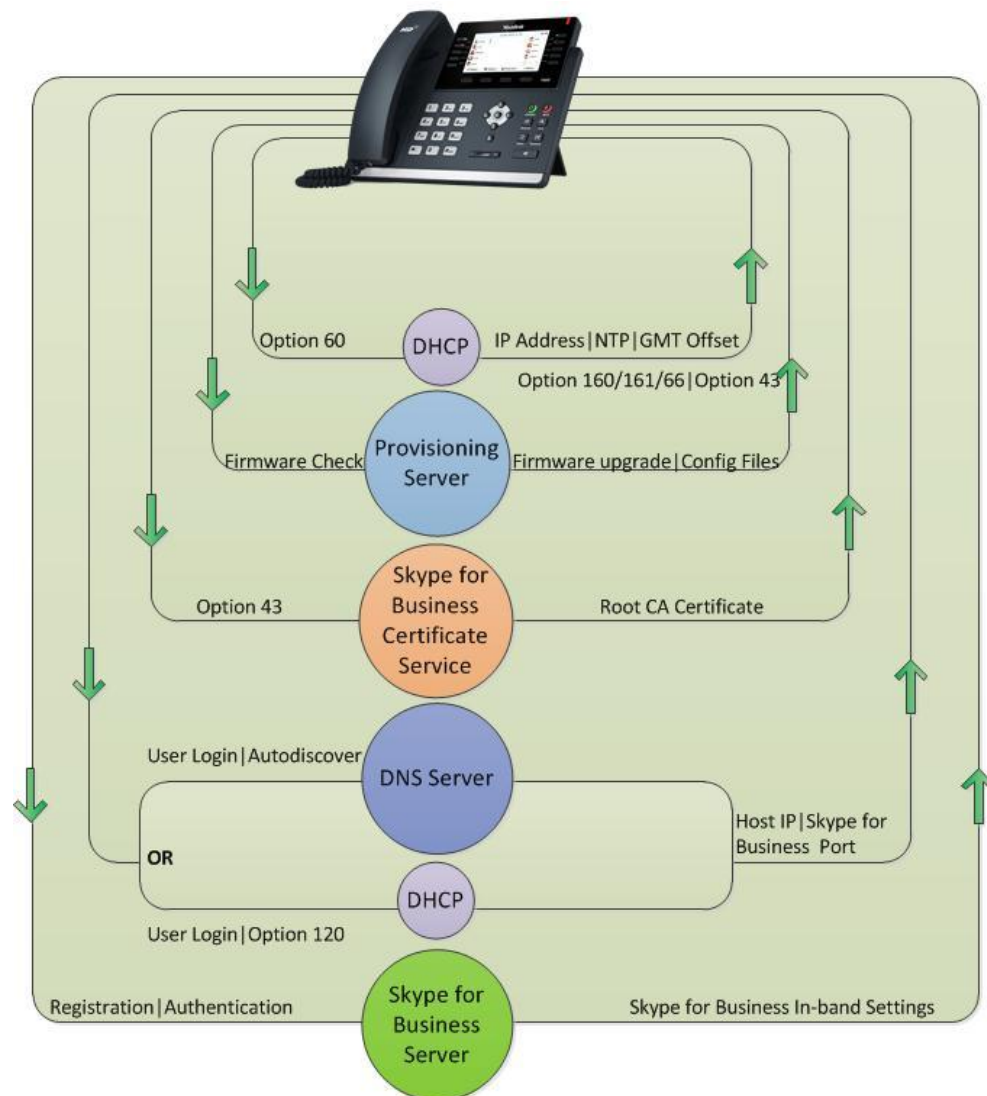 Yealink
Option 60
DHCP
IP Address|NTP|GMT Offset
Option 160/161/66|Option 43
Firmware Check
Provisioning
Server
Firmware upgrade|Config Files
Option 43
Skype for
Business
Certificate
Service
Root CA Certificate
User Login|Autodiscover
DNS Server
Host IP|Skype for
Business Port
OR
DHCP
User Login|Option 120
Registration|Authentication
Skype for
Business
Server
Skype for Business In-band Settings